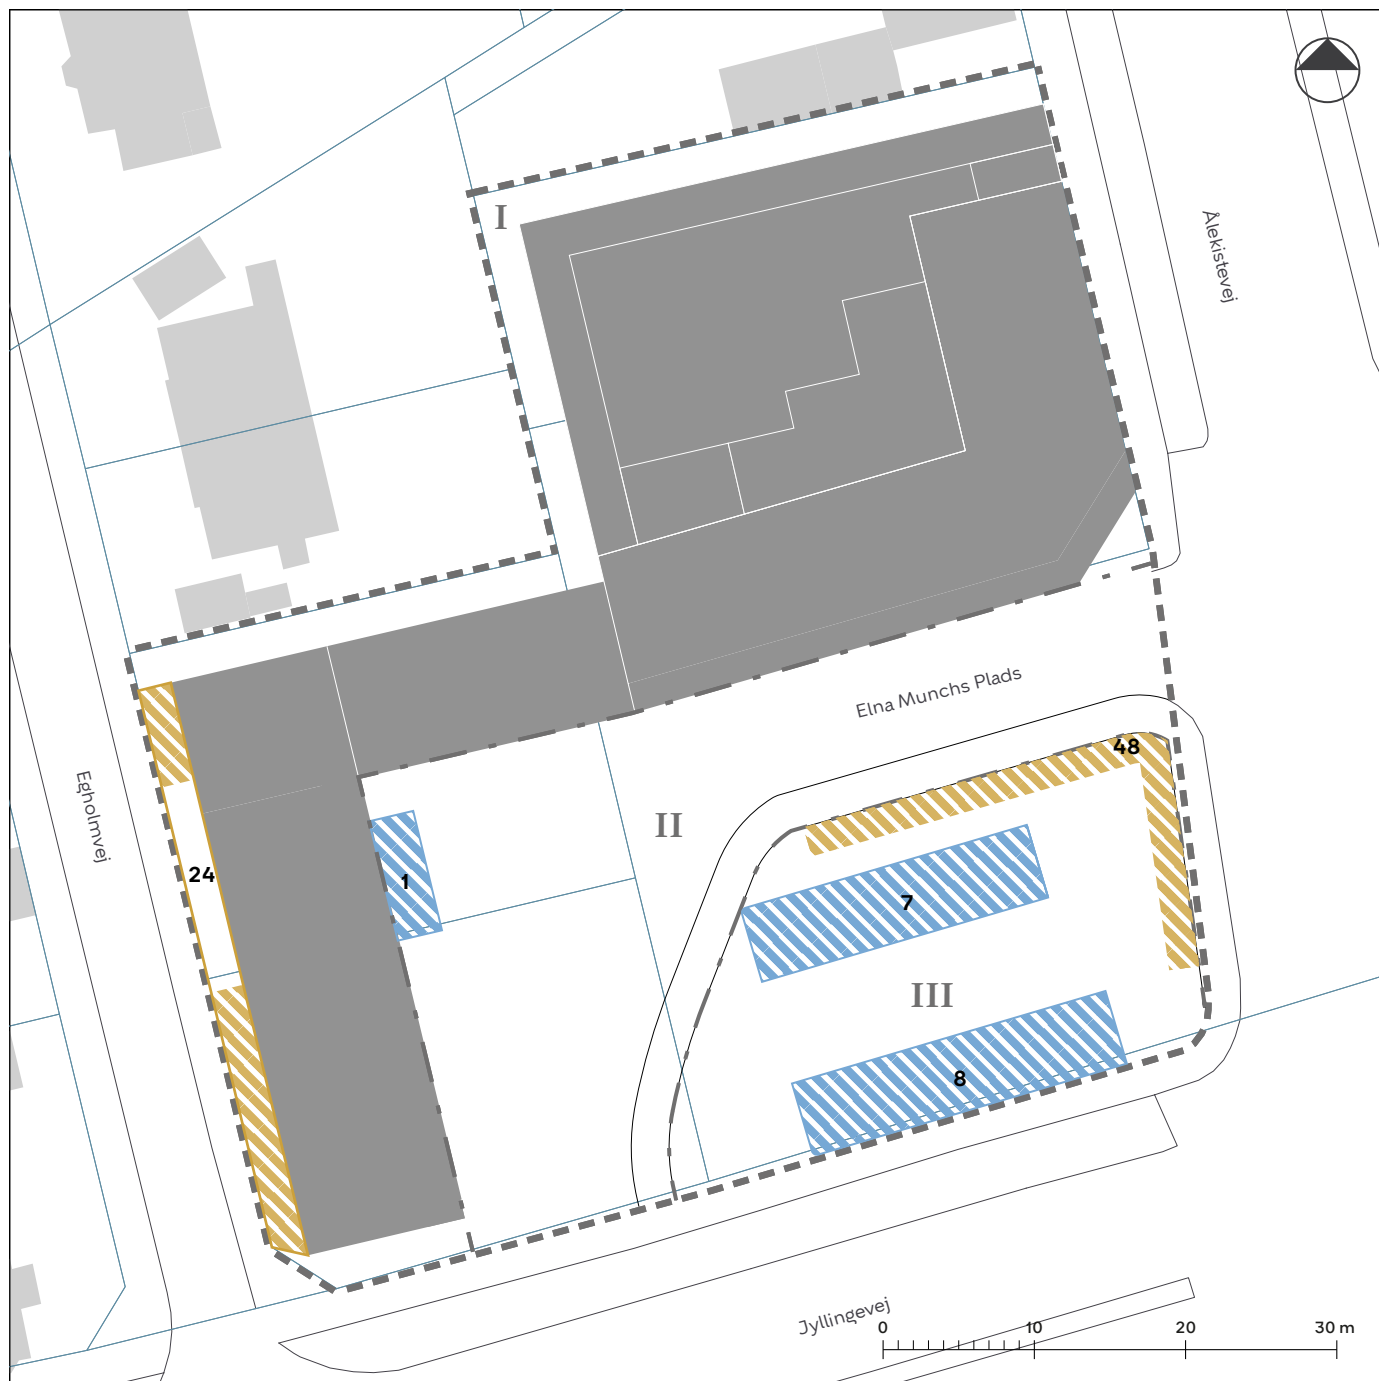 I
Ålekistevej
Elna Munchs Plads
48
Egholmvej
II
24
1
7
III
8
Jyllingevej
0 10 20 30 m